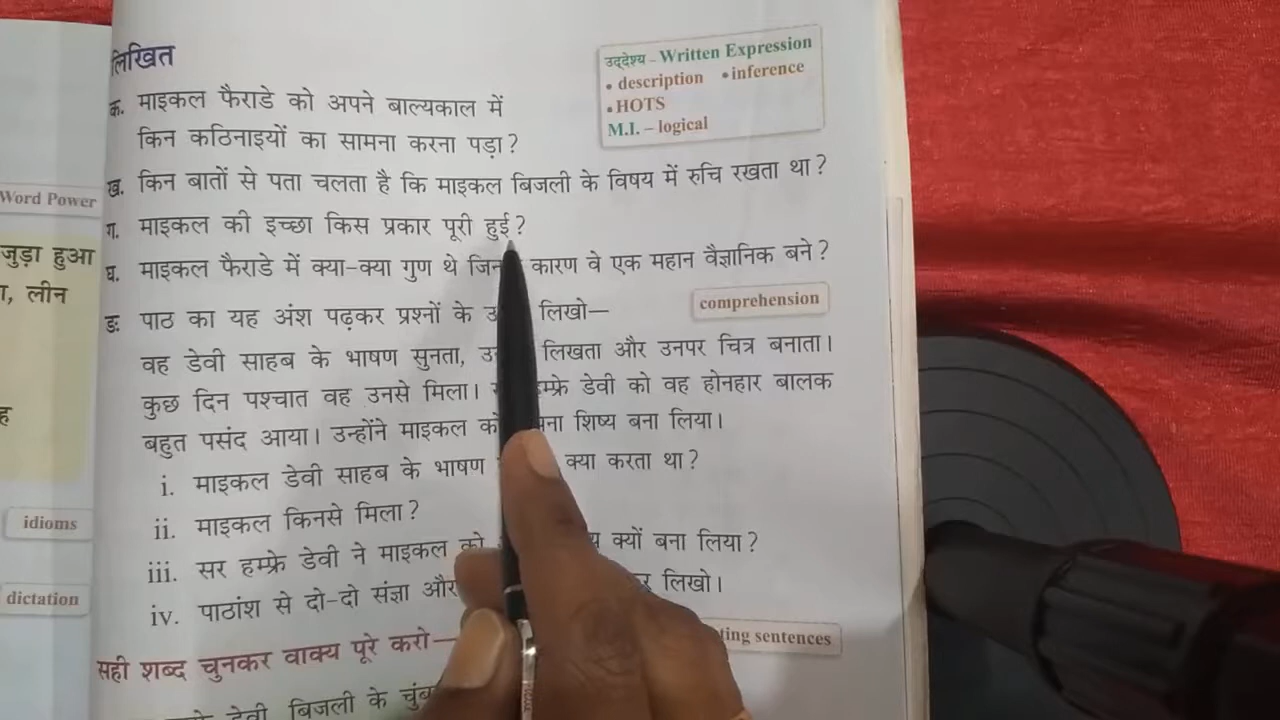 लिखित
उद्देश्य – Written Expression
• description • inference
• HOTS
M.I. – logical
क. माइकल फैराडे को अपने बाल्यकाल में
किन कठिनाइयों का सामना करना पड़ा?
ख. किन बातों से पता चलता है कि माइकल बिजली के विषय में रुचि रखता था?
ग. माइकल की इच्छा किस प्रकार पूरी हुई?
घ. माइकल फैराडे में क्या-क्या गुण थे कारण वे एक महान वैज्ञानिक बने?
comprehension
ङ. पाठ का यह अंश पढ़कर प्रश्नों के लिखो–
वह डेवी साहब के भाषण सुनता, लिखता और उनपर चित्र बनाता।
कुछ दिन पश्चात वह उनसे मिला। डेवी को वह होनहार बालक
बहुत पसंद आया। उन्होंने माइकल शिष्य बना लिया।
i. माइकल डेवी साहब के भाषण क्या करता था?
ii. माइकल किनसे मिला?
iii. सर हम्फ्रे डेवी ने माइकल को क्यों बना लिया?
iv. पाठांश से दो-दो संज्ञा और लिखो।
sentences
सही शब्द चुनकर वाक्य पूरे करो–
डेवी बिजली के
Word Power
जुड़ा हुआ
लीन
idioms
dictation